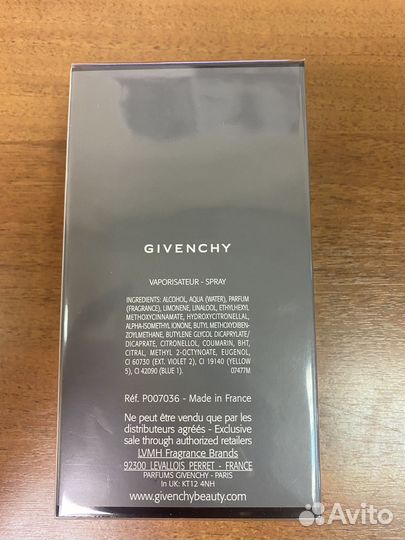 GIVENCHY
VAPORISATEUR - SPRAY
INGREDIENTS: ALCOHOL, AQUA (WATER), PARFUM
(FRAGRANCE), LIMONENE, LINALOOL, ETHYLHEXYL
METHOXYCINNAMATE, HYDROXYCITRONELLAL,
ALPHA-ISOMETHYL IONONE, BUTYL METHOXYDIBEN-
ZOYLMETHANE, BUTYLENE GLYCOL DICAPRYLATE/
DICAPRATE, CITRONELLOL, COUMARIN, BHT,
CITRAL, METHYL 2-OCTYNOATE, EUGENOL,
CI 60730 (EXT. VIOLET 2), CI 19140 (YELLOW
5), CI 42090 (BLUE 1). 07477M
Réf. P007036 - Made in France
Ne peut être vendu que par les
distributeurs agréés - Exclusive
sale through authorized retailers
LVMH Fragrance Brands
92300 LEVALLOIS PERRET - FRANCE
PARFUMS GIVENCHY - PARIS
In UK: KT12 4NH
www.givenchybeauty.com
Avito